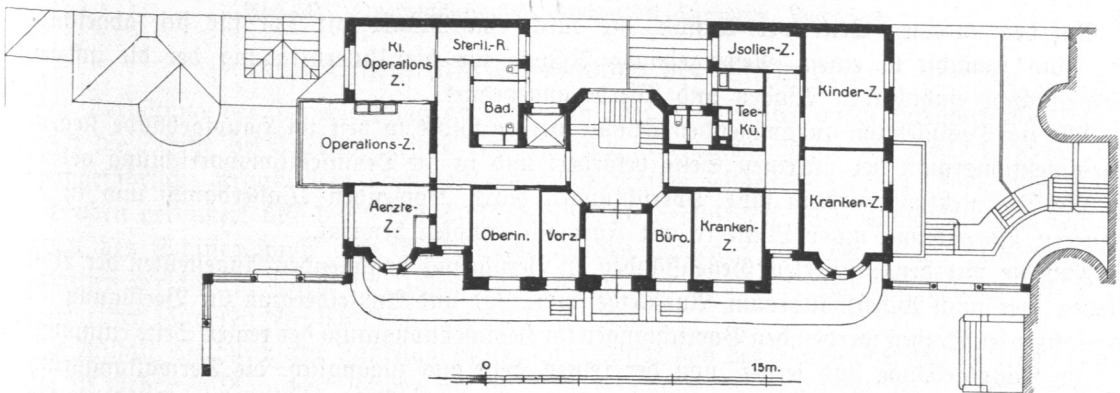 Kl.
Operations
Z.
Steril.-R.
Bad.
Operations-Z.
Aerzte-
Z.
Oberin.
Vorz.
Büro.
Kranken-
Z.
Jsolier-Z.
Tee-
Kü.
Kinder-Z.
Kranken-Z.
0
15m.